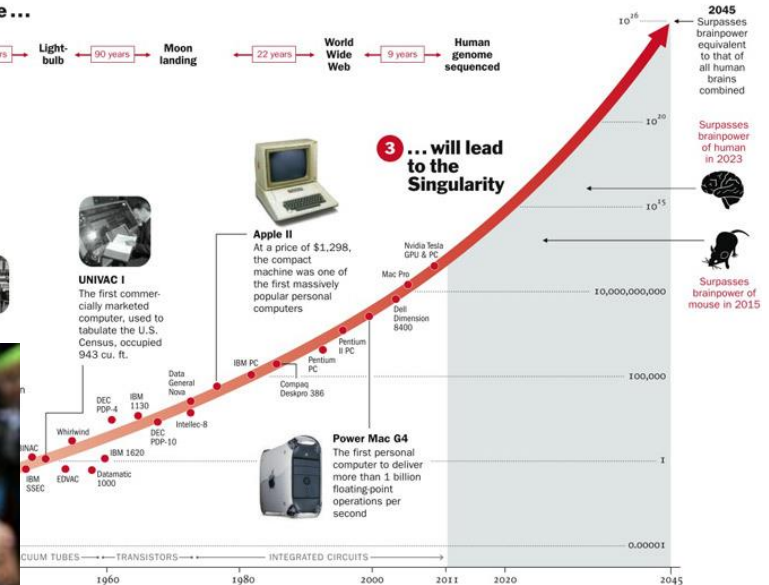 e...
rs
Light-
bulb
90 years
Moon
landing
22 years
World
Wide
Web
9 years
Human
genome
sequenced
10²⁶
2045
Surpasses
brainpower
equivalent
to that of
all human
brains
combined
10²⁰
Surpasses
brainpower
of human
in 2023
3 ...will lead
to the
Singularity
10¹⁵
Surpasses
brainpower of
mouse in 2015
Apple II
At a price of $1,298,
the compact
machine was one of
the first massively
popular personal
computers
Nvidia Tesla
GPU & PC
Mac Pro
10,000,000,000
Dell
Dimension
8400
UNIVAC I
The first commer-
cially marketed
computer, used to
tabulate the U.S.
Census, occupied
943 cu. ft.
Pentium
II PC
Pentium
PC
IBM PC
Compaq
Deskpro 386
100,000
Data
General
Nova
Intellec-8
n
DEC
PDP-4
IBM
1130
DEC
PDP-10
Whirlwind
INAC
IBM
SSEC
EDVAC
IBM 1620
Datamatic
1000
Power Mac G4
The first personal
computer to deliver
more than 1 billion
floating-point
operations per
second
1
0.00001
CUUM TUBES
TRANSISTORS
INTEGRATED CIRCUITS
1960
1980
2000
2011
2020
2045